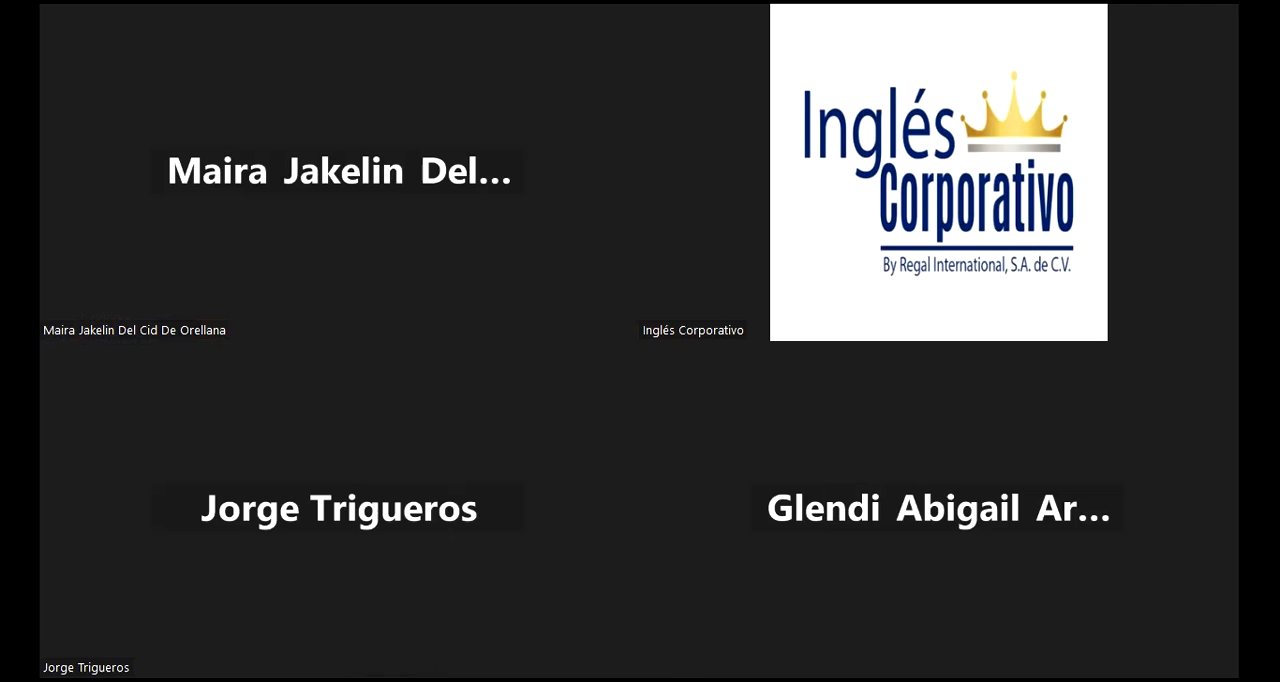 Maira Jakelin Del...
Maira Jakelin Del Cid De Orellana
Inglés
Corporativo
By Regal International, S.A. de C.V.
Inglés Corporativo
Jorge Trigueros
Jorge Trigueros
Glendi Abigail Ar...